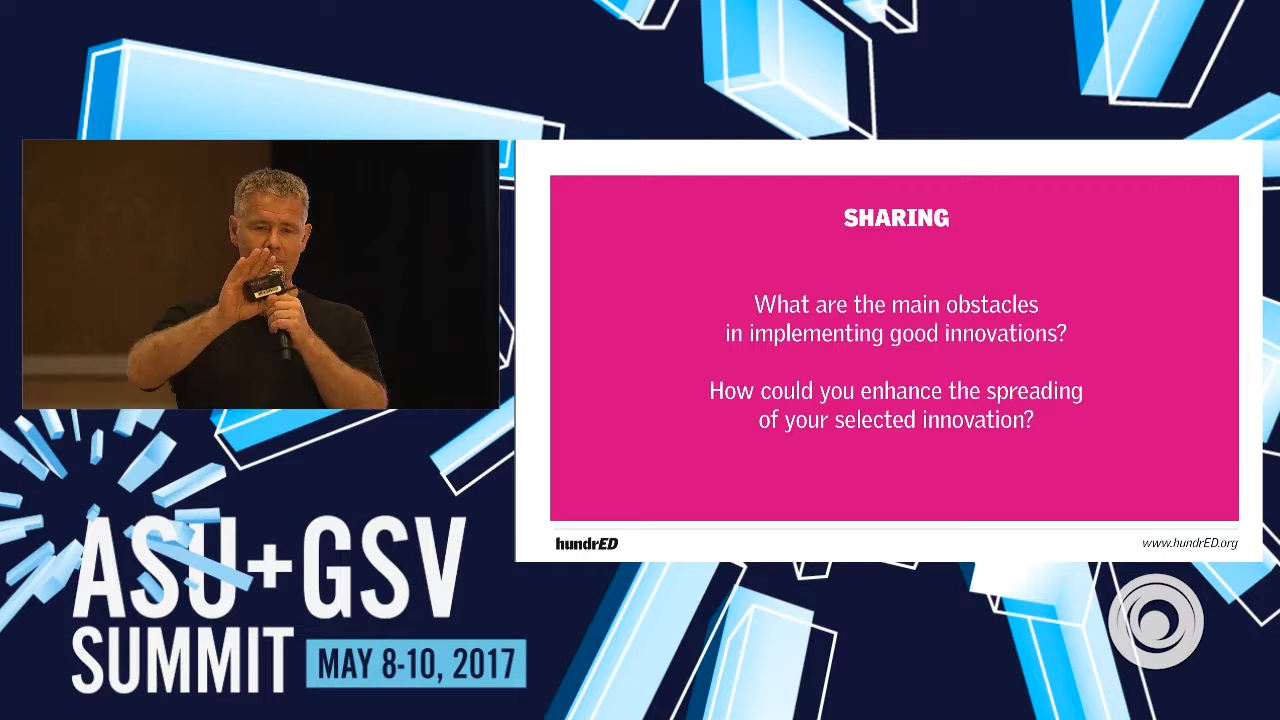 SHARING
What are the main obstacles
in implementing good innovations?
How could you enhance the spreading
of your selected innovation?
hundrED
www.hundrED.org
ASU+GSV
SUMMIT
MAY 8-10, 2017